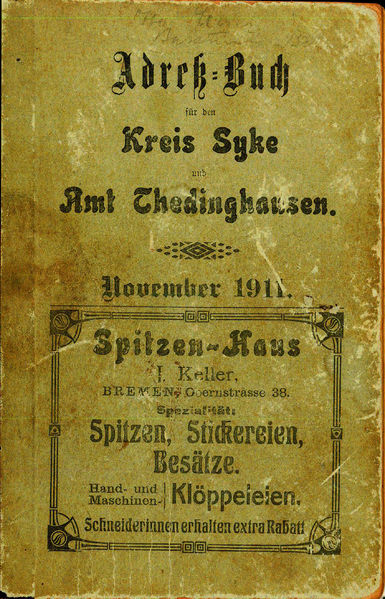 Adreß-Buch
für den
Kreis Syke
und
Amt Thedinghausen.
November 1911.
Spitzen-Haus
J. Keller,
BREMEN, Obernstrasse 38.
Spezialität:
Spitzen, Stickereien,
Besätze.
Hand- und
Maschinen- Klöppeleien.
Schneiderinnen erhalten extra Rabatt